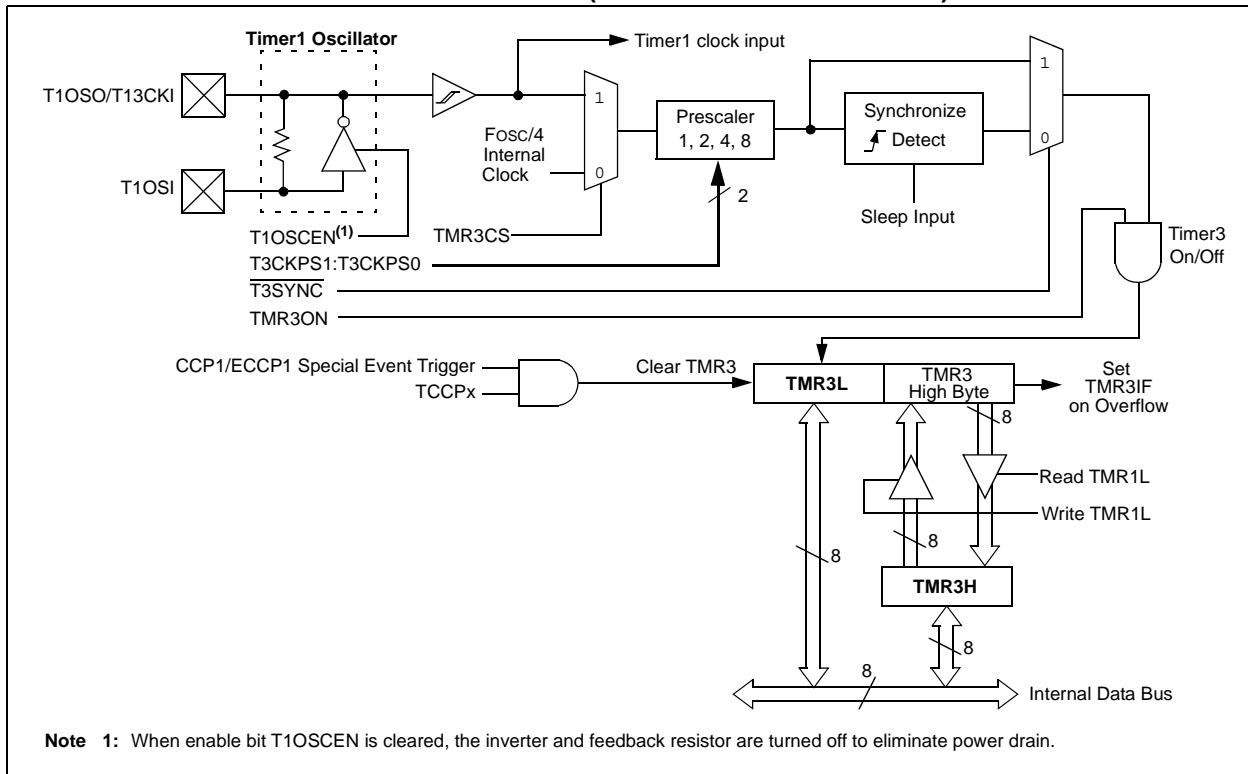 Timer1 Oscillator
Timer1 clock input
T1OSO/T13CKI
1
1
Prescaler
1, 2, 4, 8
Synchronize
Detect
FOSC/4
Internal
Clock
0
0
T1OSI
2
Sleep Input
T1OSCEN(1)
TMR3CS
Timer3
On/Off
T3CKPS1:T3CKPS0
T3SYNC
TMR3ON
CCP1/ECCP1 Special Event Trigger
TCCPx
Clear TMR3
TMR3L
TMR3
High Byte
Set
TMR3IF
on Overflow
8
Read TMR1L
Write TMR1L
8
8
TMR3H
8
8
Internal Data Bus
Note 1: When enable bit T1OSCEN is cleared, the inverter and feedback resistor are turned off to eliminate power drain.